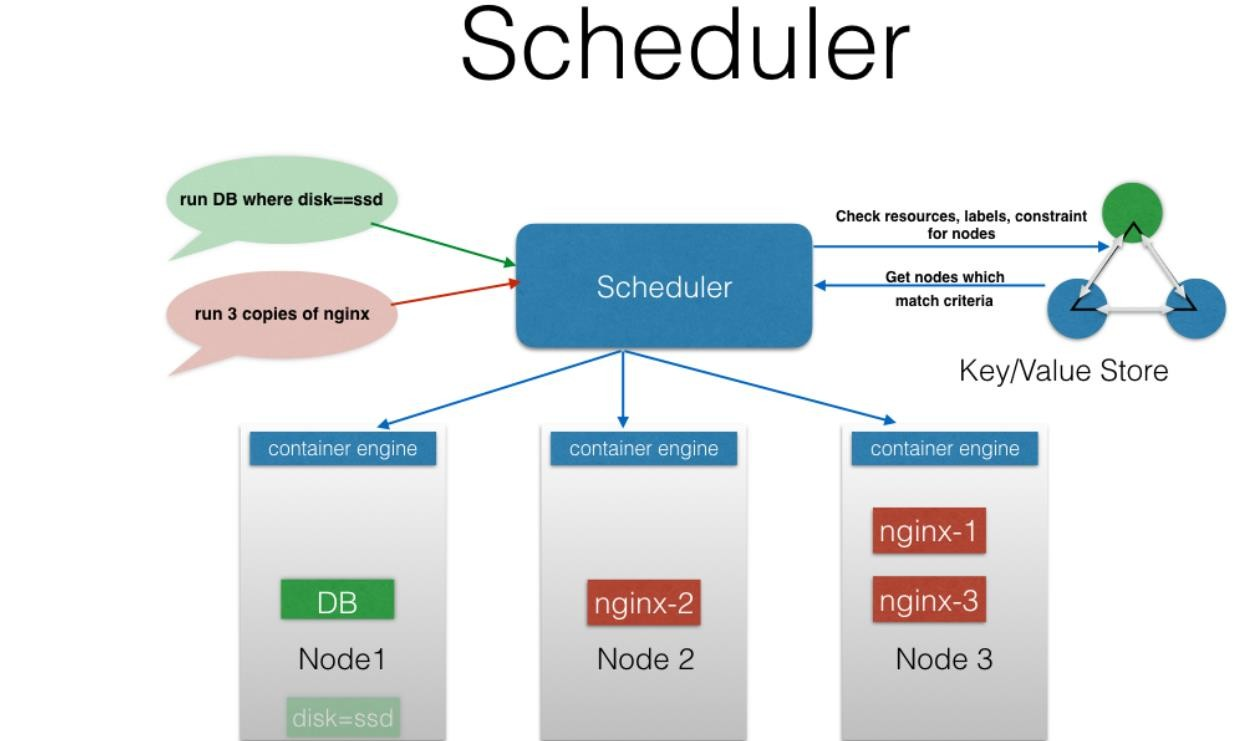 Scheduler
run DB where disk==ssd
run 3 copies of nginx
Scheduler
Check resources, labels, constraint
for nodes
Get nodes which
match criteria
Key/Value Store
container engine
DB
Node1
disk=ssd
container engine
nginx-2
Node 2
container engine
nginx-1
nginx-3
Node 3